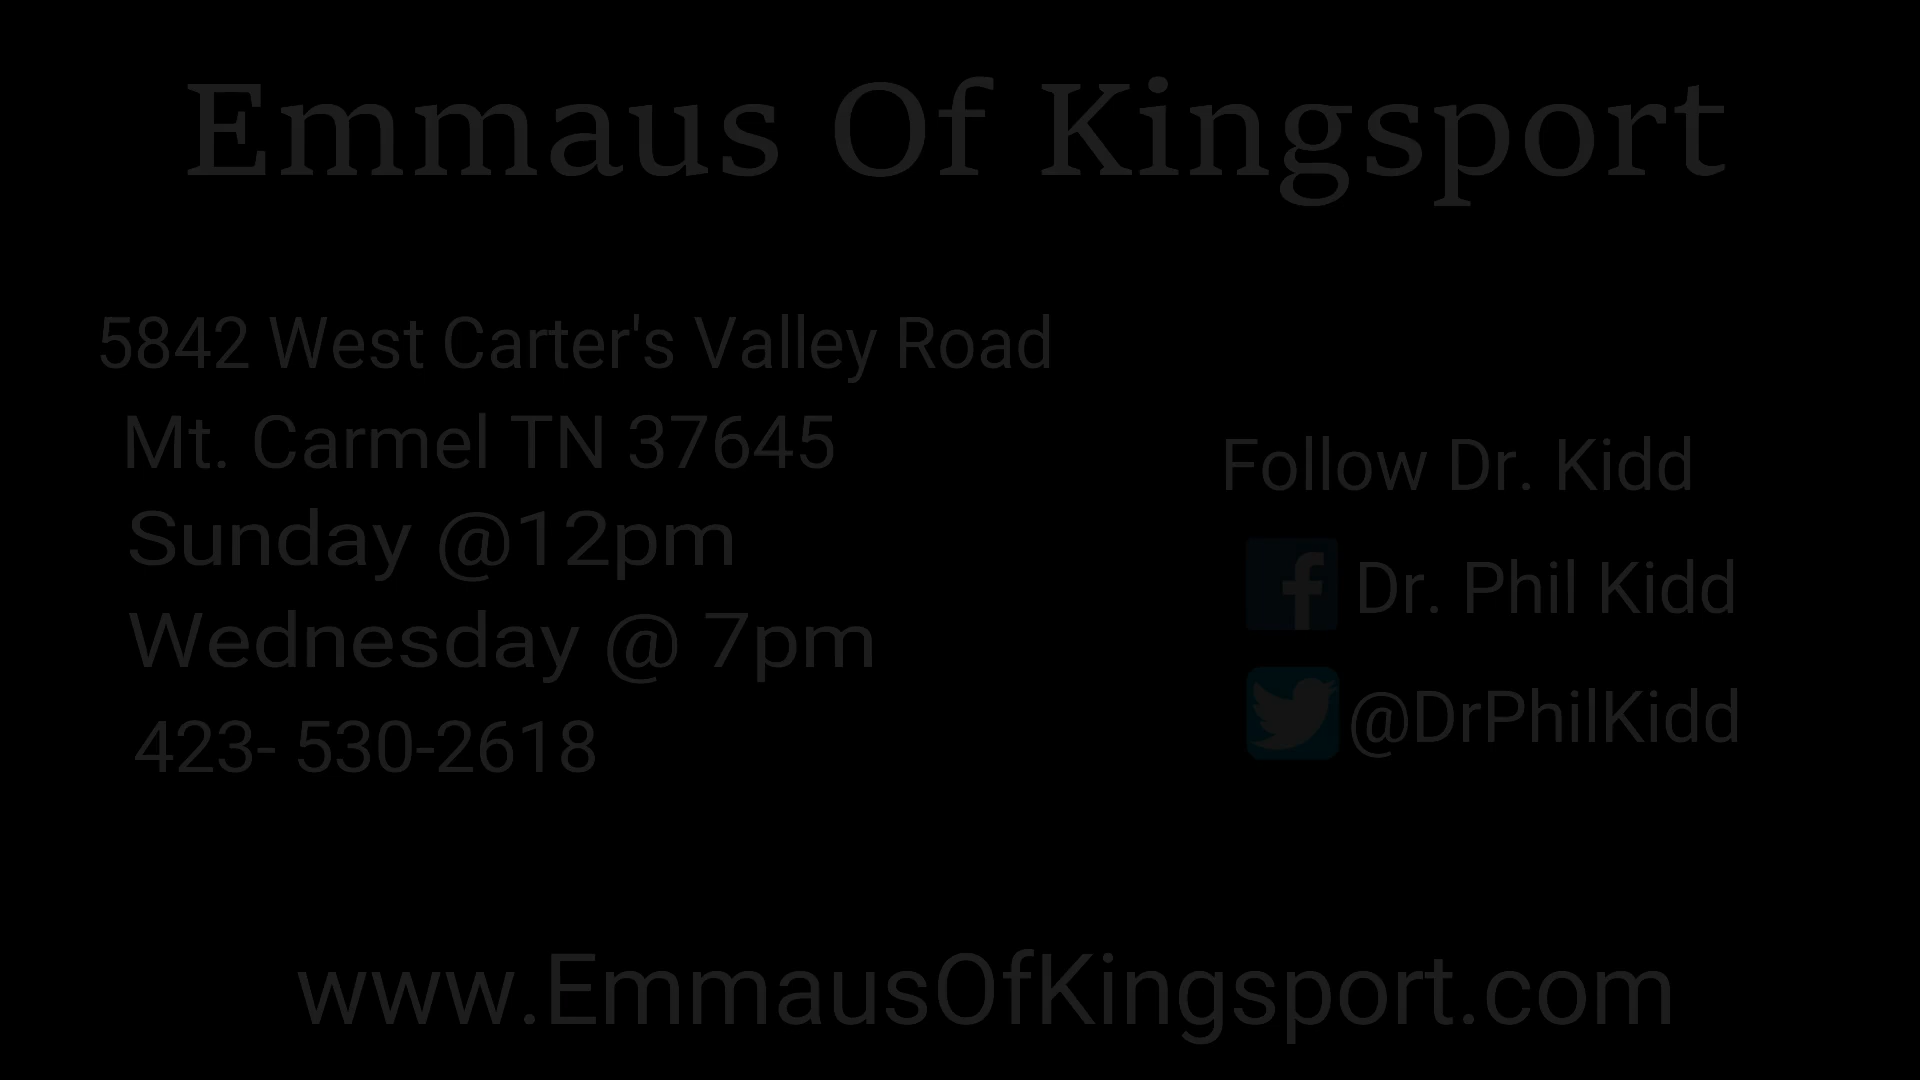 Emmaus Of Kingsport
5842 West Carter's Valley Road
Mt. Carmel TN 37645
Sunday @12pm
Wednesday @ 7pm
423- 530-2618
Follow Dr. Kidd
Dr. Phil Kidd
@DrPhilKidd
www.EmmausOfKingsport.com